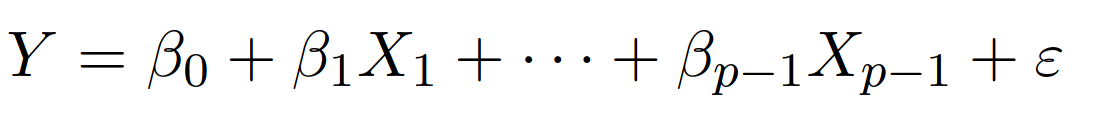 Y = β₀ + β₁X₁ + ⋯ + βₚ₋₁Xₚ₋₁ + ε